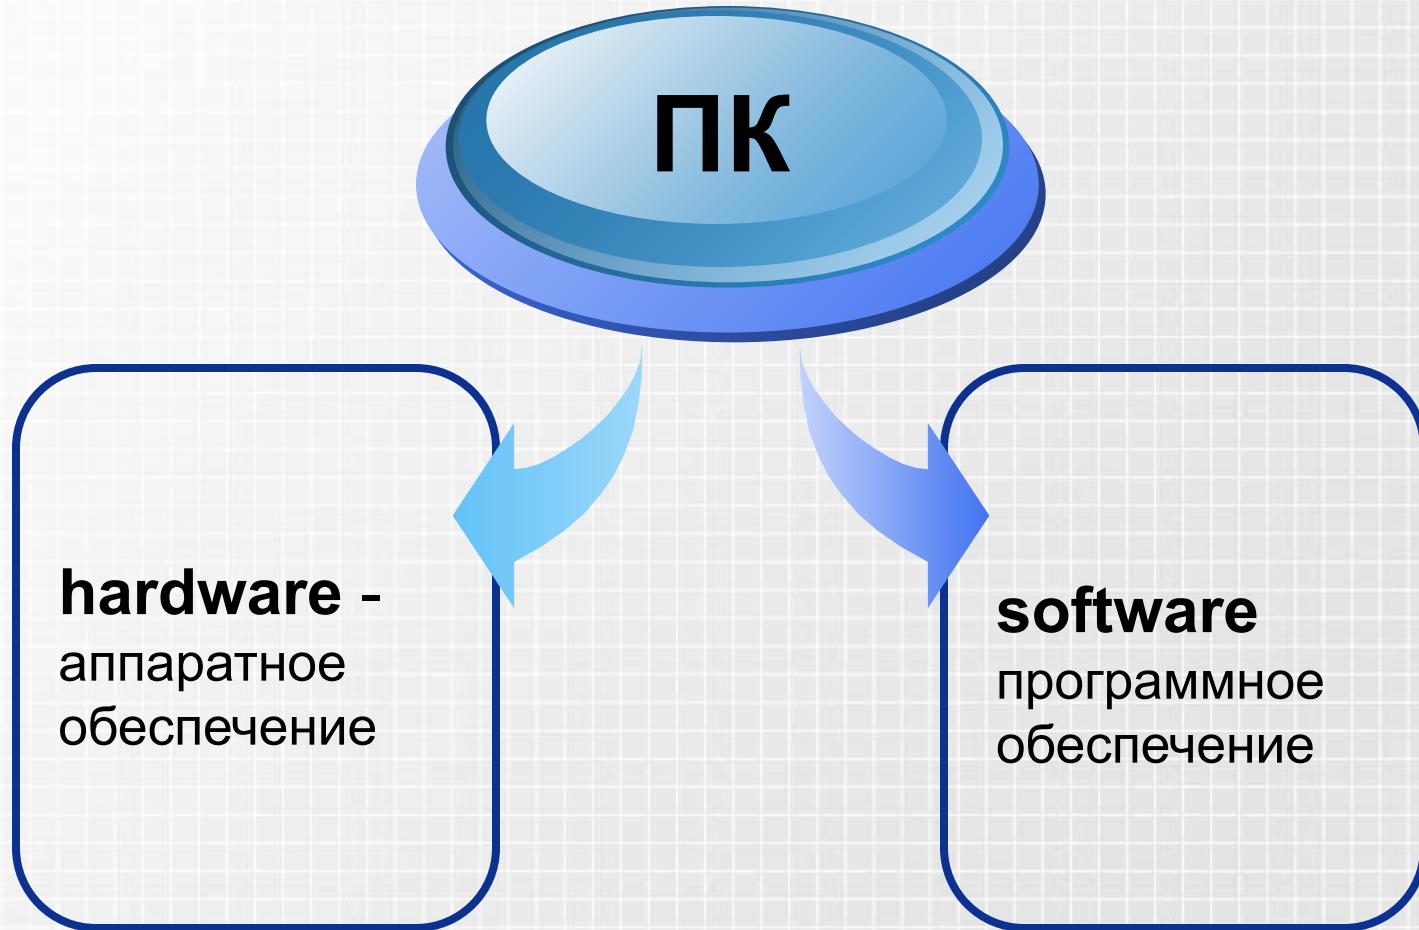 ПК
hardware -
аппаратное
обеспечение
software
программное
обеспечение